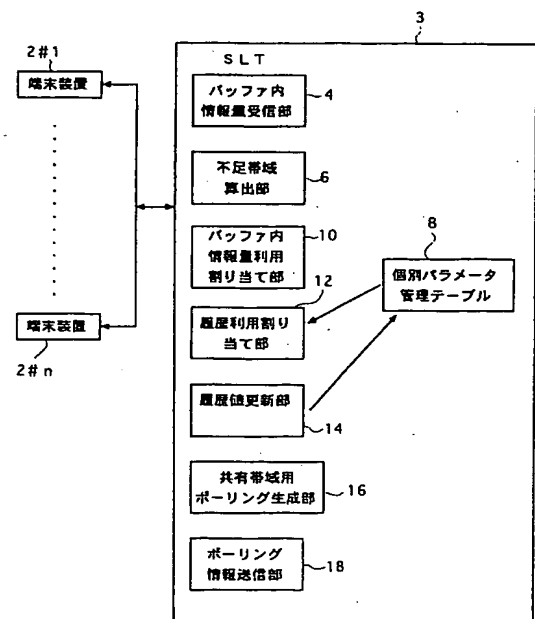 3
2#1
SLT
端末装置
バッファ内
情報量受信部
4
不足帯域
算出部
6
バッファ内
情報量利用
割り当て部
10
8
個別パラメータ
管理テーブル
12
履歴利用割り
当て部
端末装置
2#n
履歴値更新部
14
共有帯域用
ポーリング生成部
16
ポーリング
情報送信部
18